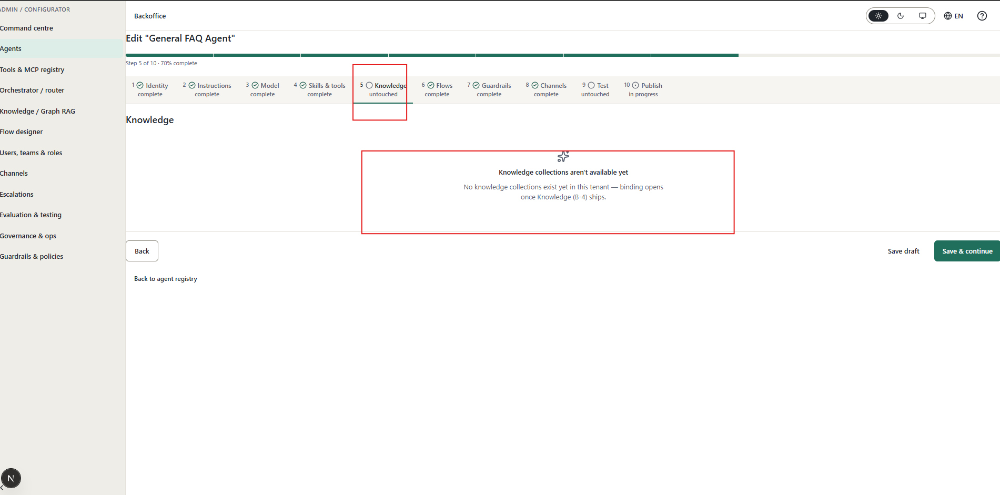 ADMIN / CONFIGURATOR
Command centre
Agents
Tools & MCP registry
Orchestrator / router
Knowledge / Graph RAG
Flow designer
Users, teams & roles
Channels
Escalations
Evaluation & testing
Governance & ops
Guardrails & policies
N
Backoffice
EN
?
Edit "General FAQ Agent"
Step 5 of 10 · 70% complete
1 Identity
complete
2 Instructions
complete
3 Model
complete
4 Skills & tools
complete
5 Knowledge
untouched
6 Flows
complete
7 Guardrails
complete
8 Channels
complete
9 Test
untouched
10 Publish
in progress
Knowledge
Knowledge collections aren't available yet
No knowledge collections exist yet in this tenant — binding opens
once Knowledge (B-4) ships.
Back
Save draft
Save & continue
Back to agent registry